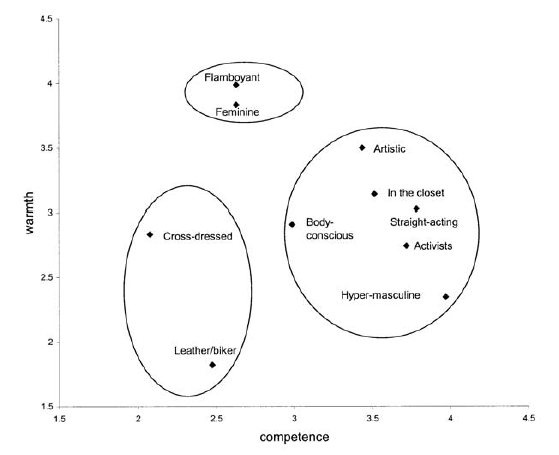 4.5
Flamboyant
4
Feminine
3.5
Artistic
In the closet
warmth
3
Straight-acting
Body-
conscious
Cross-dressed
Activists
2.5
Hyper-masculine
Leather/biker
2
1.5
1.5 2 2.5 3 3.5 4 4.5
competence